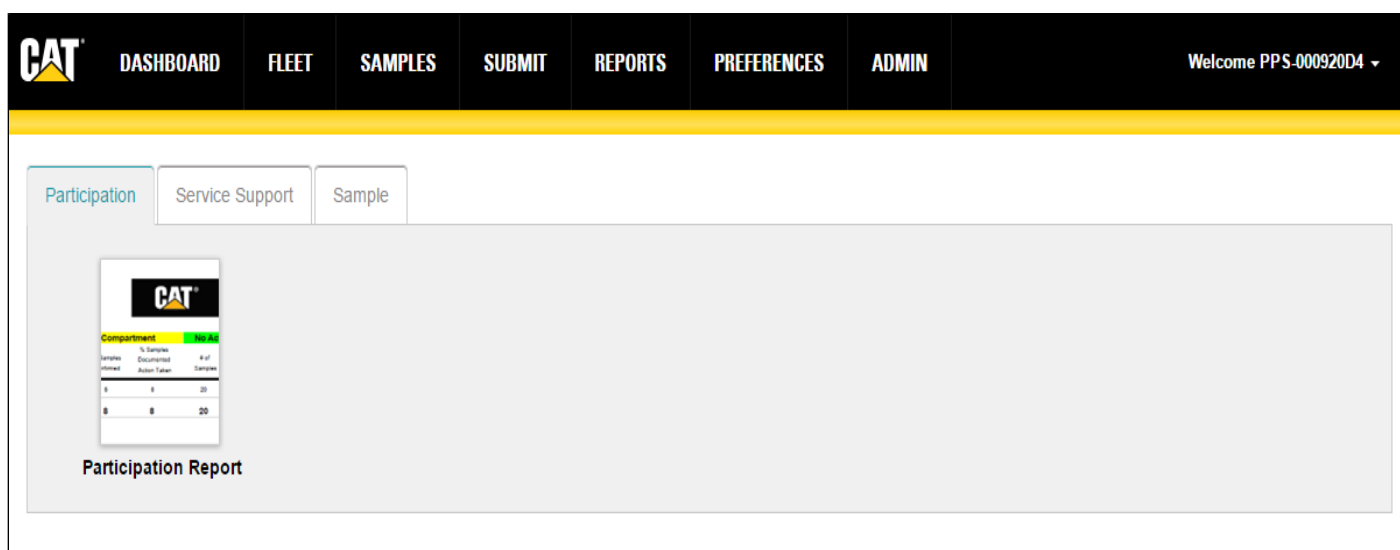 CAT DASHBOARD FLEET SAMPLES SUBMIT REPORTS PREFERENCES ADMIN Welcome PPS-000920D4
Participation Service Support Sample
CAT
Compartment No Ac
% Samples
Samples Documented # of
Action Taken Samples
8 8 20
8 8 20
Participation Report